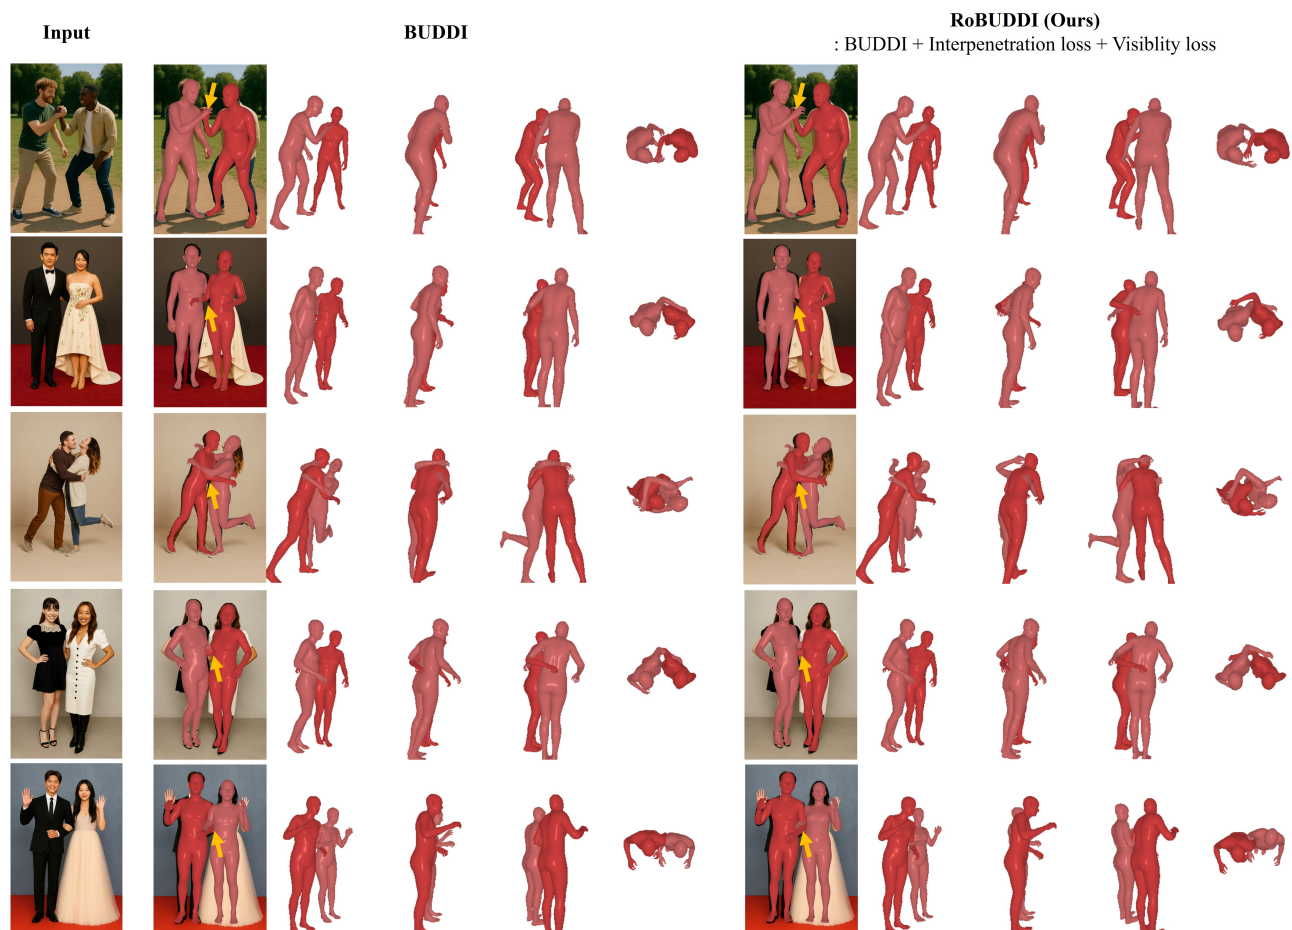 Input
BUDDI
RoBUDDI (Ours)
: BUDDI + Interpenetration loss + Visiblity loss